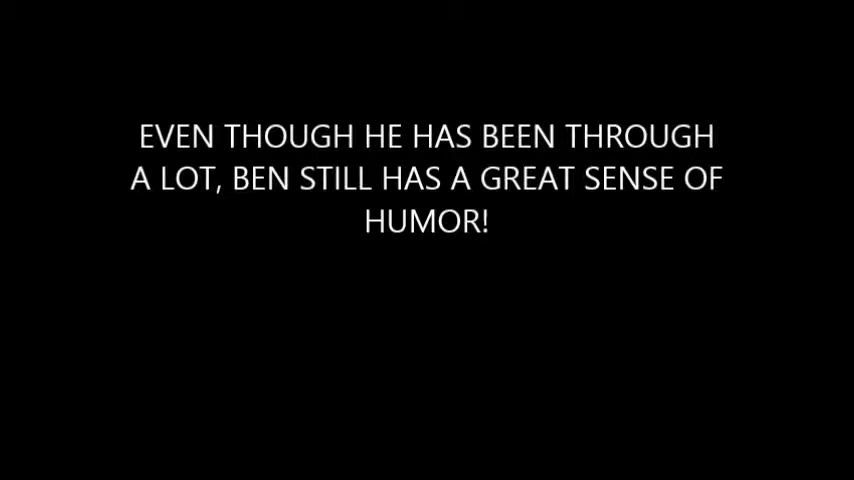 EVEN THOUGH HE HAS BEEN THROUGH
A LOT, BEN STILL HAS A GREAT SENSE OF
HUMOR!